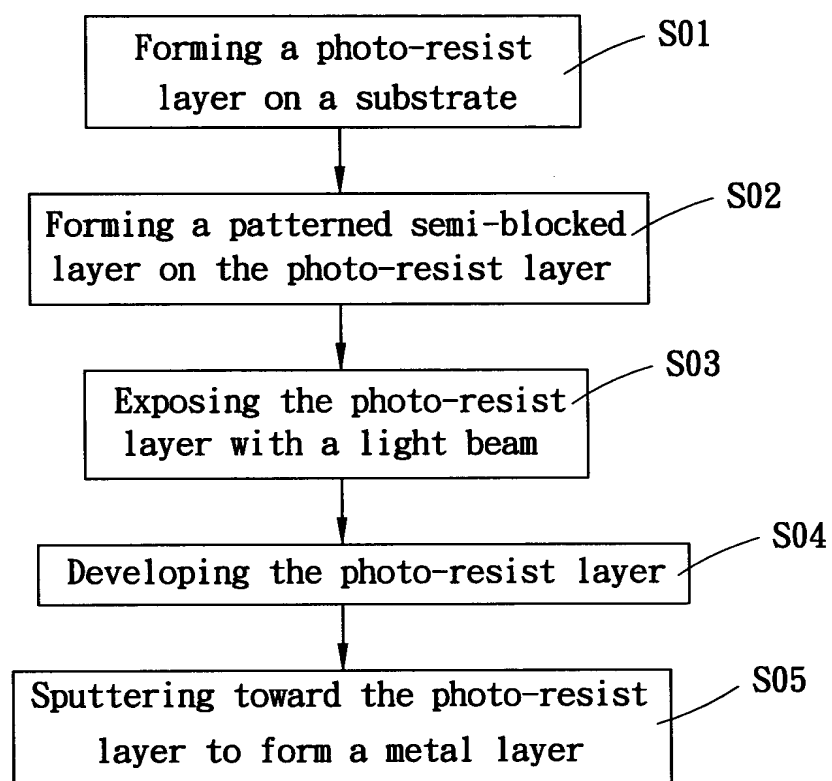 Forming a photo-resist
layer on a substrate
S01
Forming a patterned semi-blocked
layer on the photo-resist layer
S02
Exposing the photo-resist
layer with a light beam
S03
Developing the photo-resist layer
S04
Sputtering toward the photo-resist
layer to form a metal layer
S05